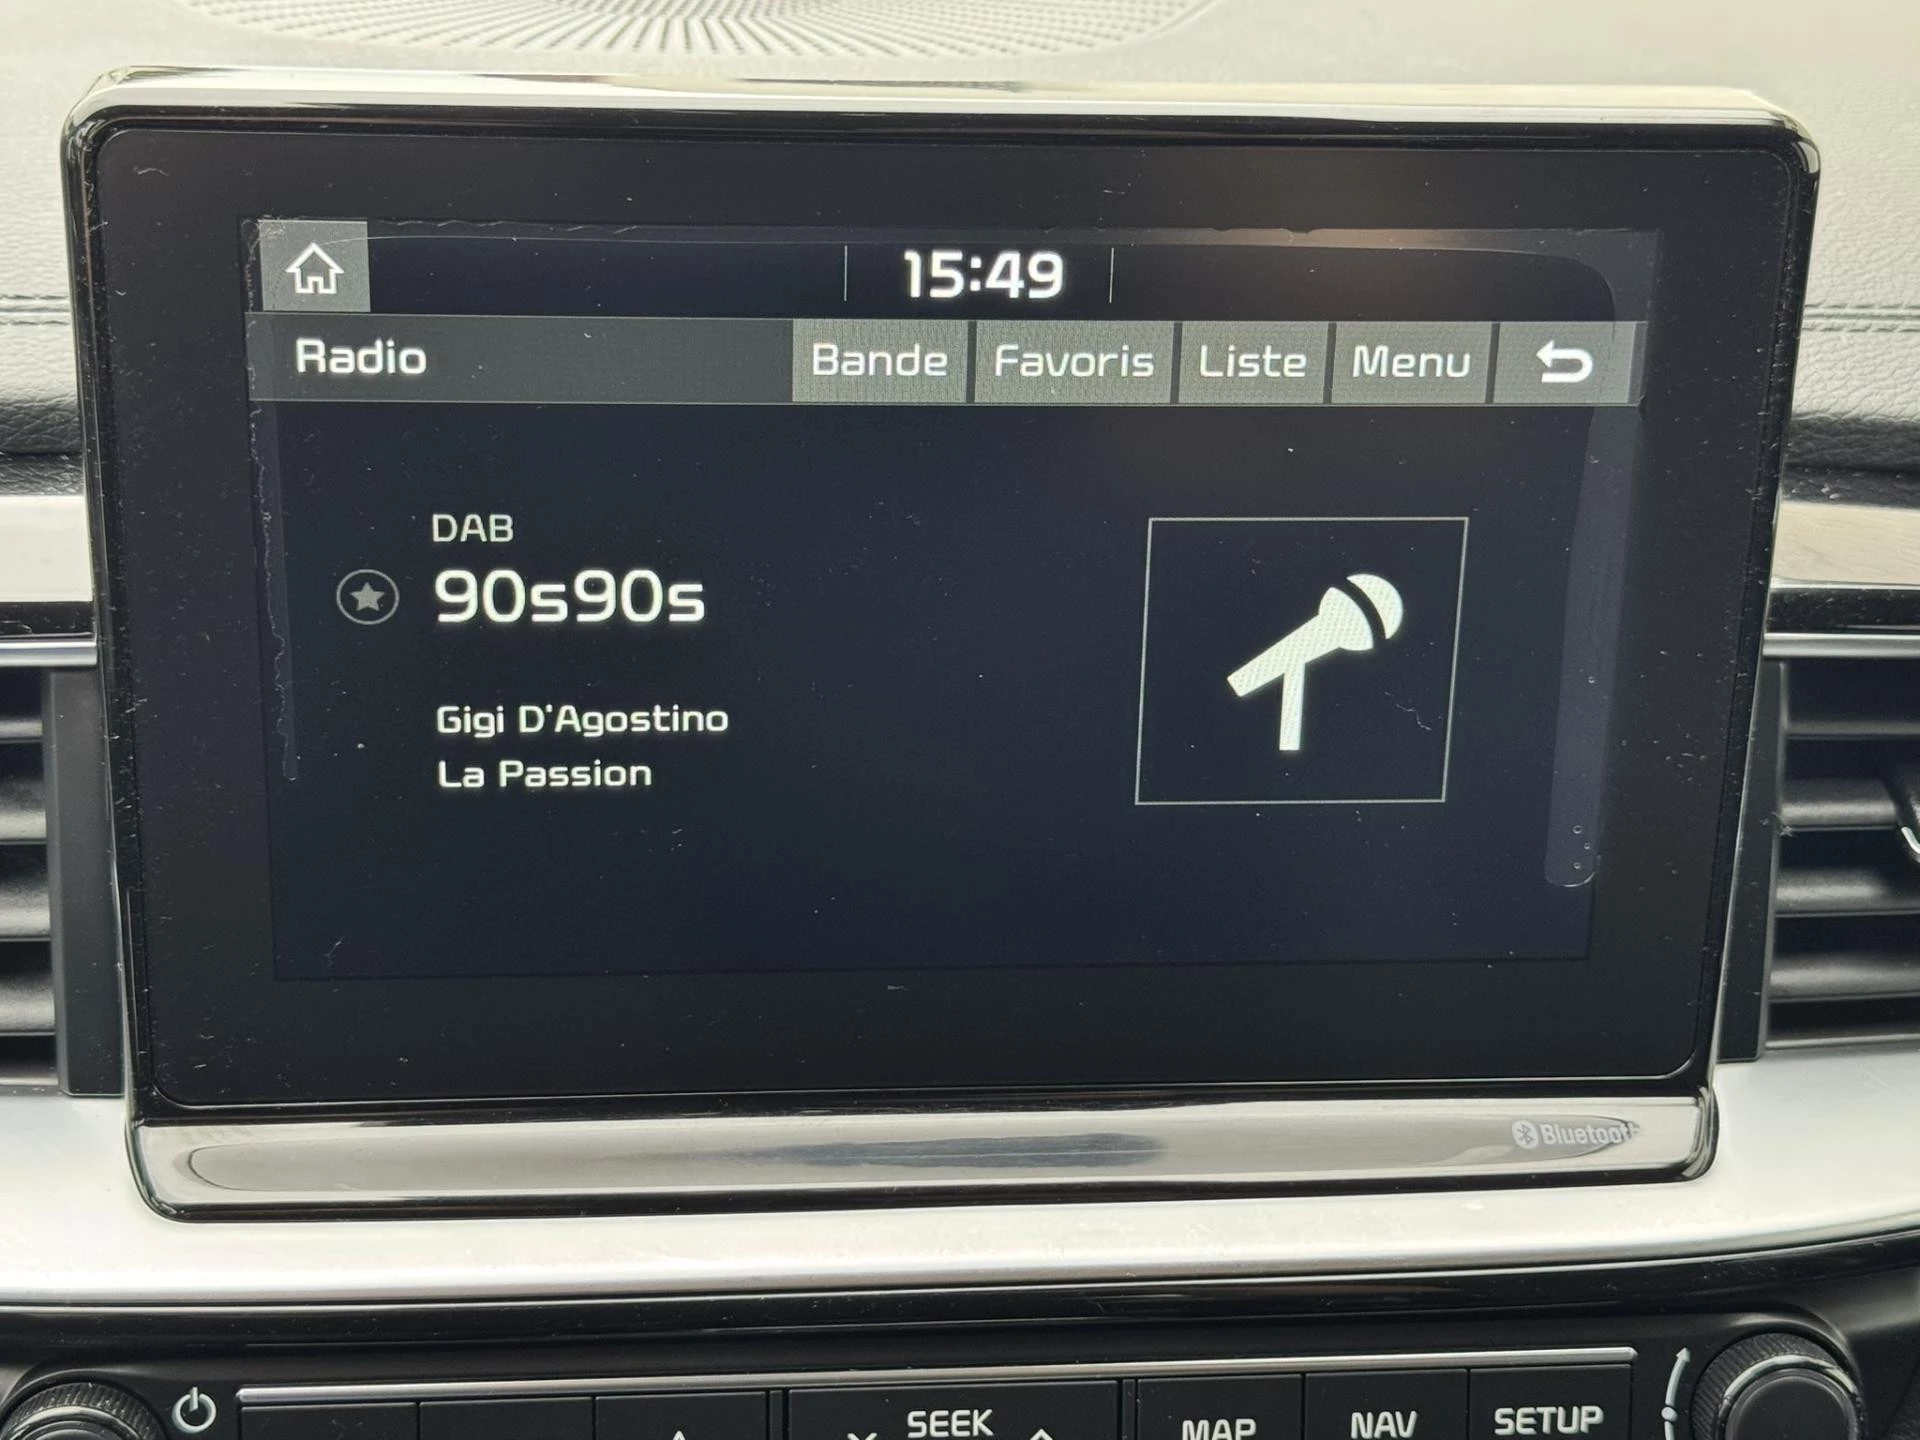 15:49
Radio
Bande
Favoris
Liste
Menu
DAB
90s90s
Gigi D'Agostino
La Passion
Bluetooth
SEEK
MAP
NAV
SETUP